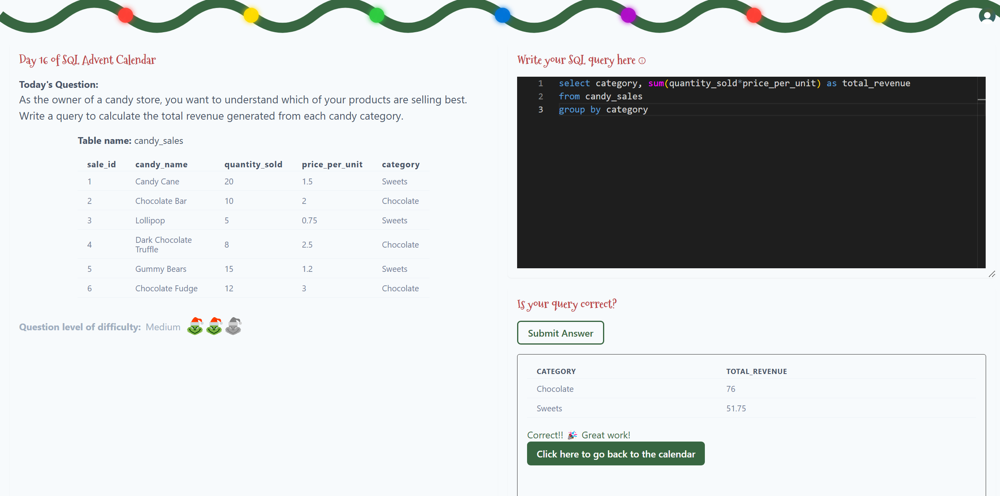 Day 16 of SQL Advent Calendar
Today's Question:
As the owner of a candy store, you want to understand which of your products are selling best.
Write a query to calculate the total revenue generated from each candy category.
Table name: candy_sales
sale_id candy_name quantity_sold price_per_unit category
1 Candy Cane 20 1.5 Sweets
2 Chocolate Bar 10 2 Chocolate
3 Lollipop 5 0.75 Sweets
4 Dark Chocolate Truffle 8 2.5 Chocolate
5 Gummy Bears 15 1.2 Sweets
6 Chocolate Fudge 12 3 Chocolate
Question level of difficulty: Medium
Write your SQL query here
1 select category, sum(quantity_sold*price_per_unit) as total_revenue
2 from candy_sales
3 group by category
Is your query correct?
Submit Answer
CATEGORY TOTAL_REVENUE
Chocolate 76
Sweets 51.75
Correct!! 🎉 Great work!
Click here to go back to the calendar